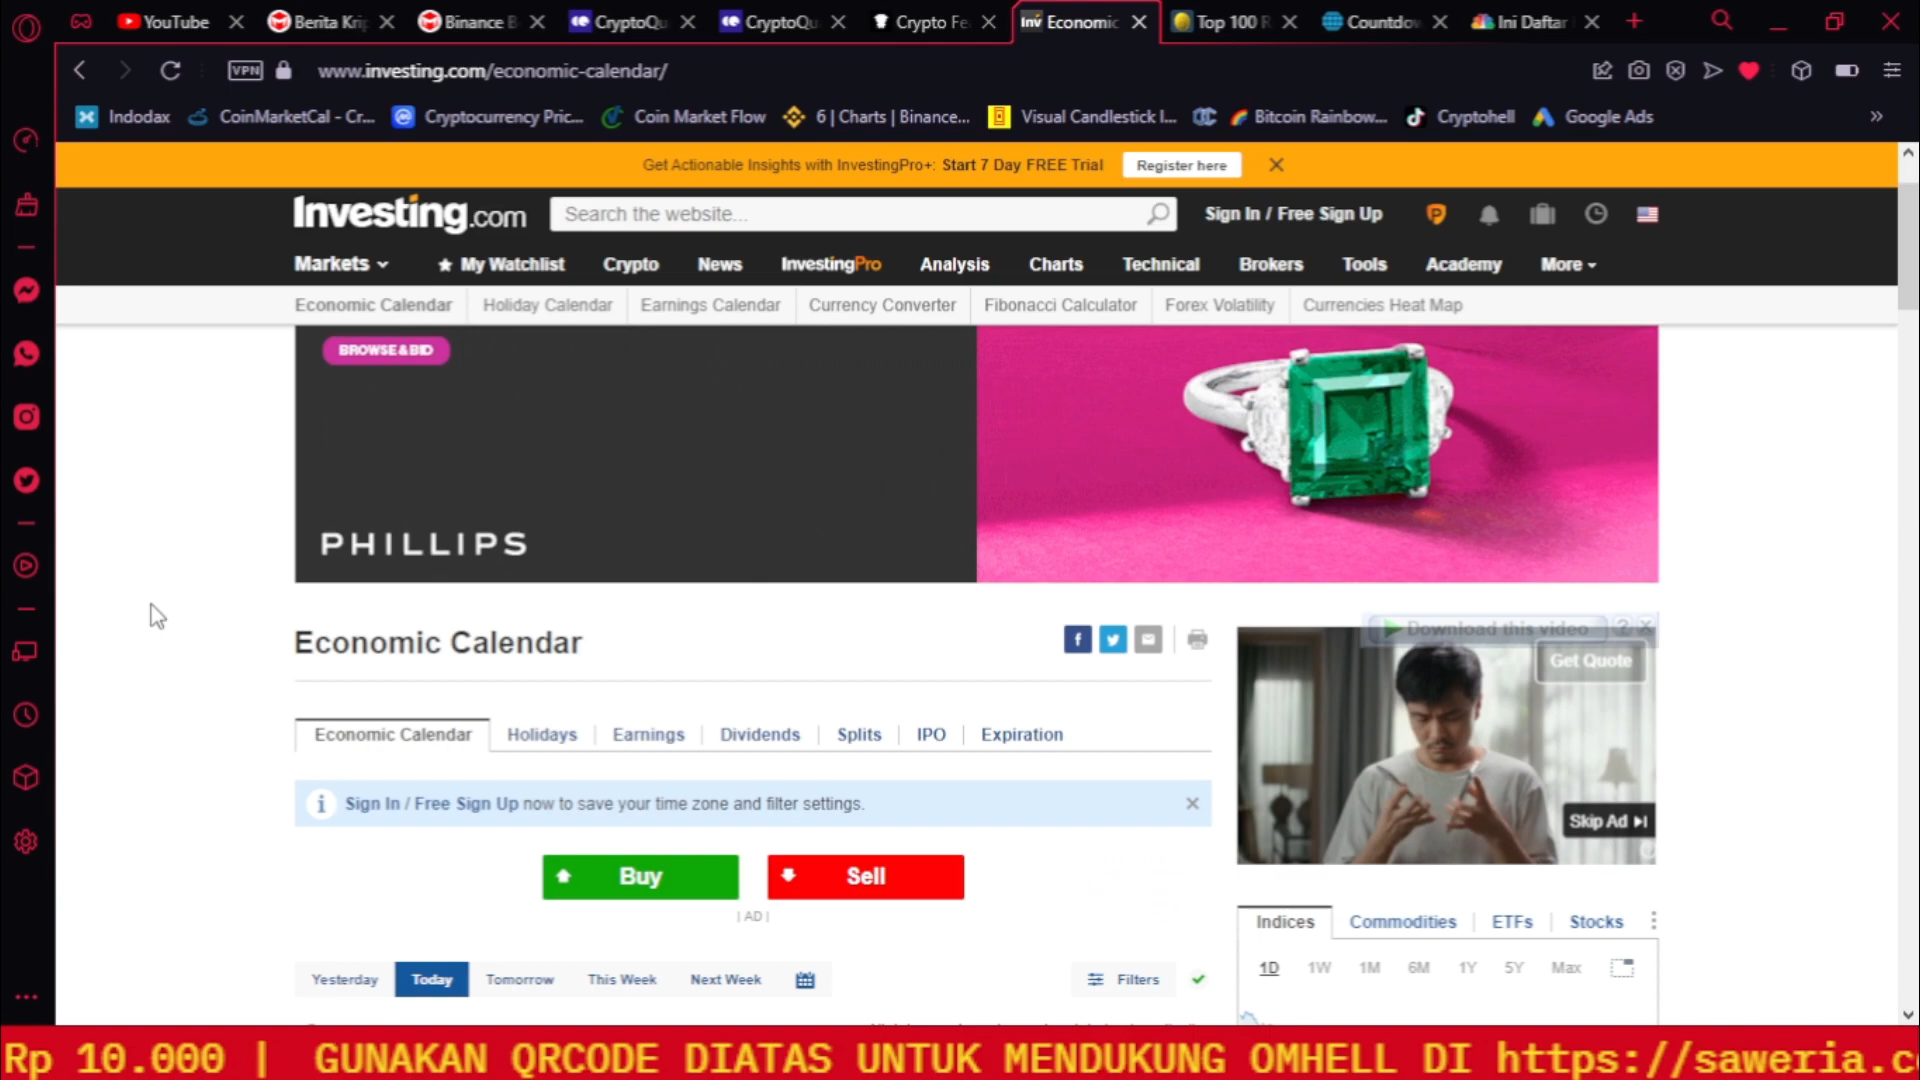 YouTube
Berita Krip
Binance B
CryptoQu
CryptoQu
Crypto Fe
Inv Economic
Top 100 R
Countdow
Ini Daftar
VPN www.investing.com/economic-calendar/
Indodax CoinMarketCal - Cr... Cryptocurrency Pric... Coin Market Flow 6 | Charts | Binance... Visual Candlestick I... Bitcoin Rainbow... Cryptohell Google Ads »
Get Actionable Insights with InvestingPro+: Start 7 Day FREE Trial Register here
Investing.com Search the website... Sign In / Free Sign Up
Markets My Watchlist Crypto News InvestingPro Analysis Charts Technical Brokers Tools Academy More
Economic Calendar Holiday Calendar Earnings Calendar Currency Converter Fibonacci Calculator Forex Volatility Currencies Heat Map
BROWSE & BID
PHILLIPS
Economic Calendar
Download this video
Get Quote
Skip Ad
Economic Calendar Holidays Earnings Dividends Splits IPO Expiration
Sign In / Free Sign Up now to save your time zone and filter settings.
Buy Sell
| AD |
Indices Commodities ETFs Stocks
1D 1W 1M 6M 1Y 5Y Max
Yesterday Today Tomorrow This Week Next Week Filters
Rp 10.000 | GUNAKAN QRCODE DIATAS UNTUK MENDUKUNG OMHELL DI https://saweria.c